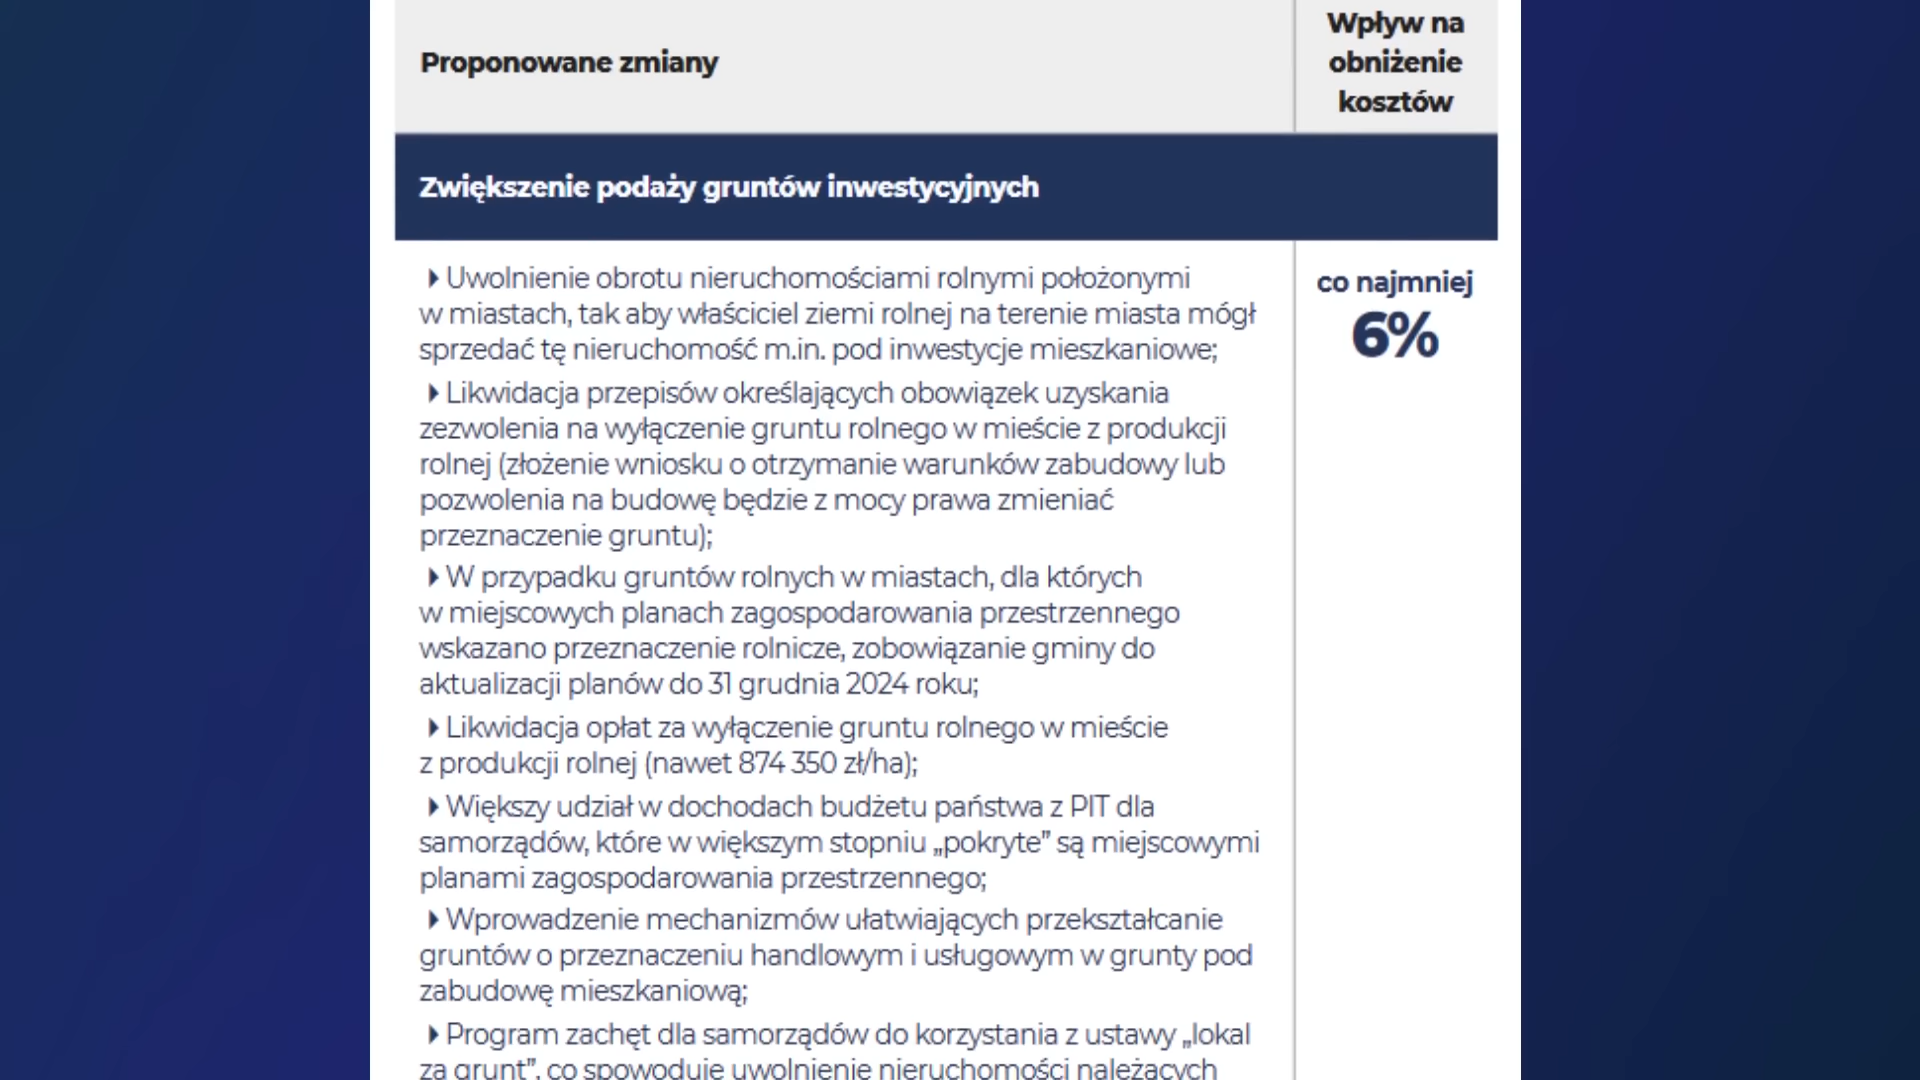 Proponowane zmiany
Wpływ na
obniżenie
kosztów
Zwiększenie podaży gruntów inwestycyjnych
Uwolnienie obrotu nieruchomościami rolnymi położonymi
w miastach, tak aby właściciel ziemi rolnej na terenie miasta mógł
sprzedać tę nieruchomość m.in. pod inwestycje mieszkaniowe;
Likwidacja przepisów określających obowiązek uzyskania
zezwolenia na wyłączenie gruntu rolnego w mieście z produkcji
rolnej (złożenie wniosku o otrzymanie warunków zabudowy lub
pozwolenia na budowę będzie z mocy prawa zmieniać
przeznaczenie gruntu);
W przypadku gruntów rolnych w miastach, dla których
w miejscowych planach zagospodarowania przestrzennego
wskazano przeznaczenie rolnicze, zobowiązanie gminy do
aktualizacji planów do 31 grudnia 2024 roku;
Likwidacja opłat za wyłączenie gruntu rolnego w mieście
z produkcji rolnej (nawet 874 350 zł/ha);
Większy udział w dochodach budżetu państwa z PIT dla
samorządów, które w większym stopniu „pokryte” są miejscowymi
planami zagospodarowania przestrzennego;
Wprowadzenie mechanizmów ułatwiających przekształcanie
gruntów o przeznaczeniu handlowym i usługowym w grunty pod
zabudowę mieszkaniową;
Program zachęt dla samorządów do korzystania z ustawy „lokal
za grunt”, co spowoduje uwolnienie nieruchomości należących
co najmniej
6%